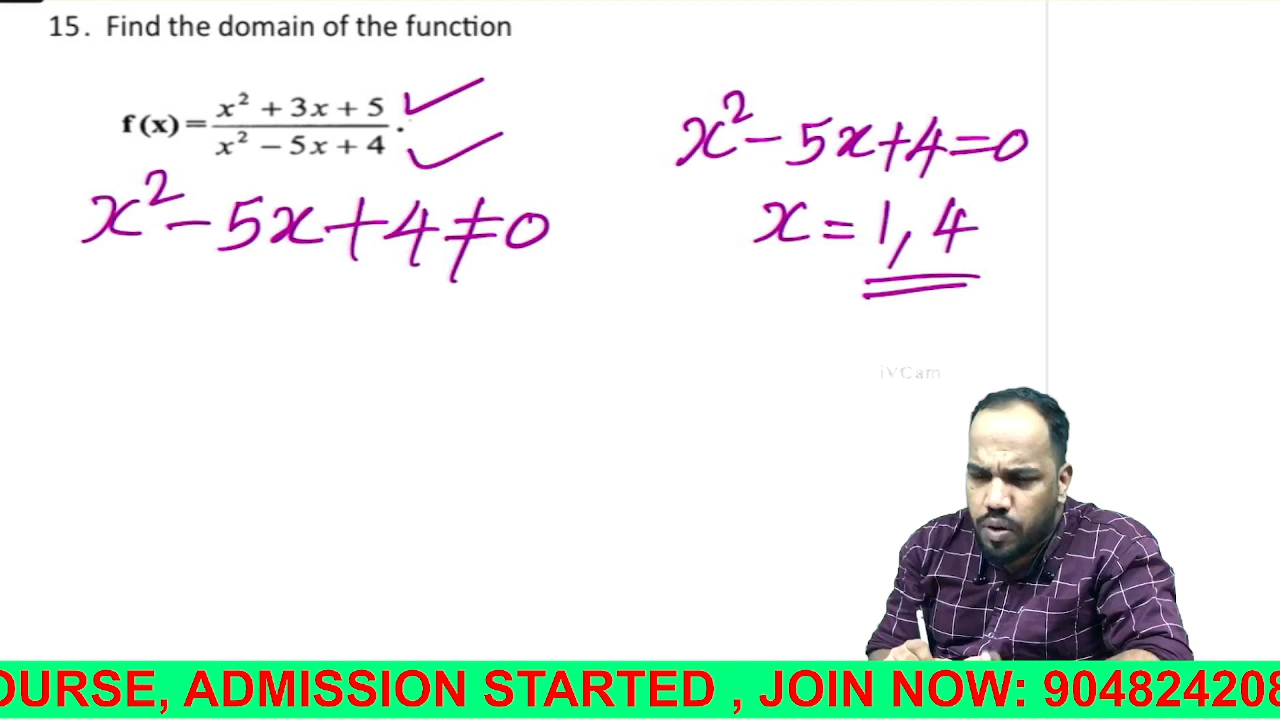 15. Find the domain of the function
f(x) = \frac{x² + 3x + 5}{x² − 5x + 4}.
x² − 5x + 4 ≠ 0
x² − 5x + 4 = 0
x = 1, 4
iVCam
OURSE, ADMISSION STARTED , JOIN NOW: 904824208